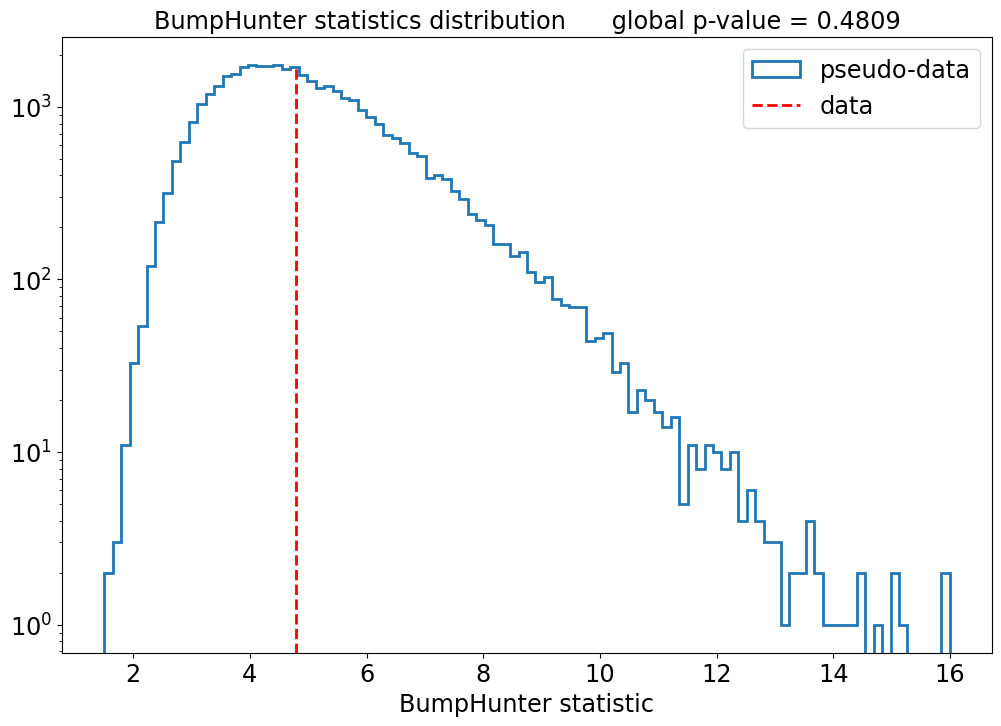 BumpHunter statistics distribution      global p-value = 0.4809
pseudo-data
data
10³
10²
10¹
10⁰
2 4 6 8 10 12 14 16
BumpHunter statistic